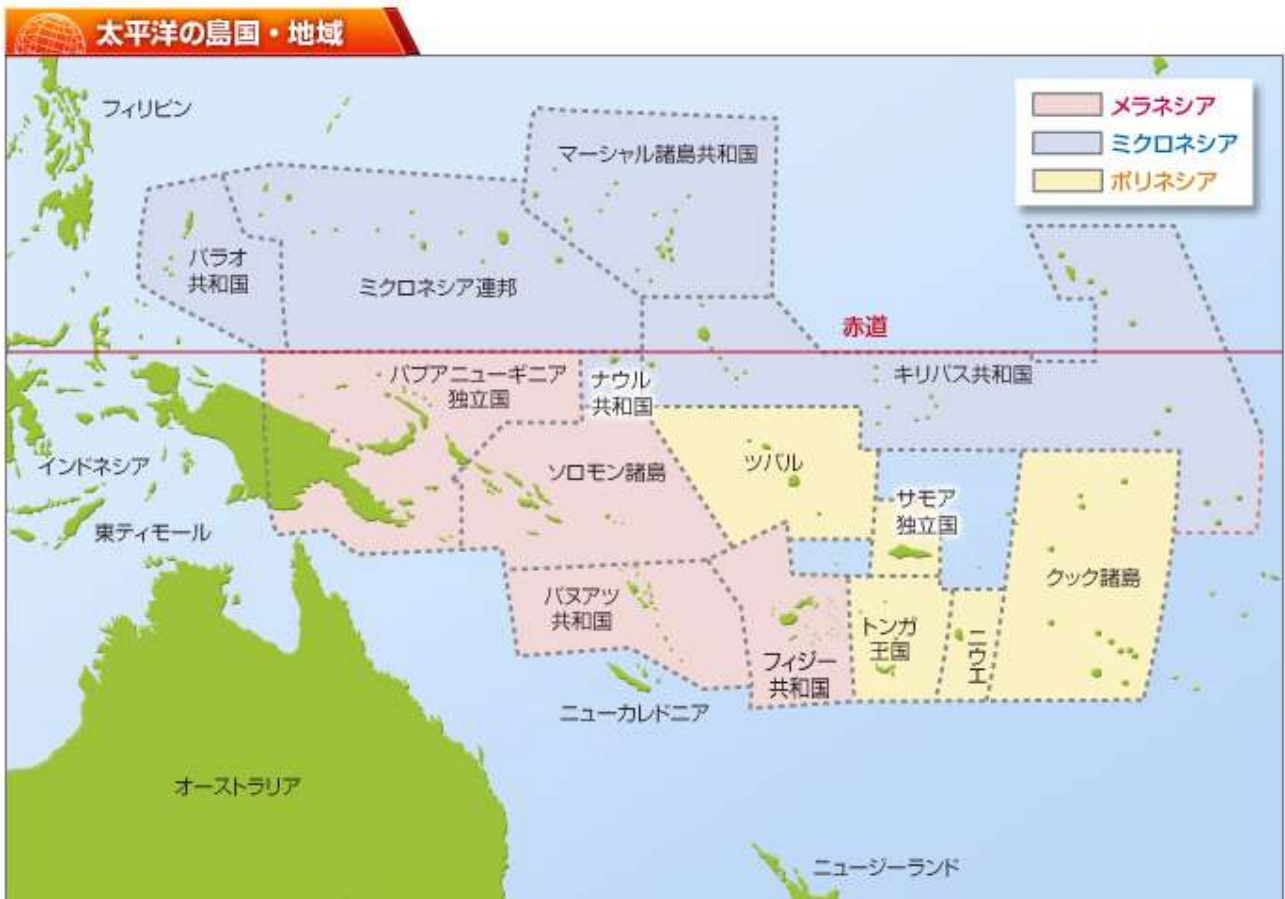 太平洋の島国・地域
フィリピン
メラネシア
ミクロネシア
ポリネシア
マーシャル諸島共和国
パラオ
共和国
ミクロネシア連邦
赤道
パプアニューギニア
独立国
ナウル
共和国
キリバス共和国
インドネシア
ソロモン諸島
ツバル
サモア
独立国
東ティモール
クック諸島
バヌアツ
共和国
フィジー
共和国
トンガ
王国
ニウエ
ニューカレドニア
オーストラリア
ニュージーランド